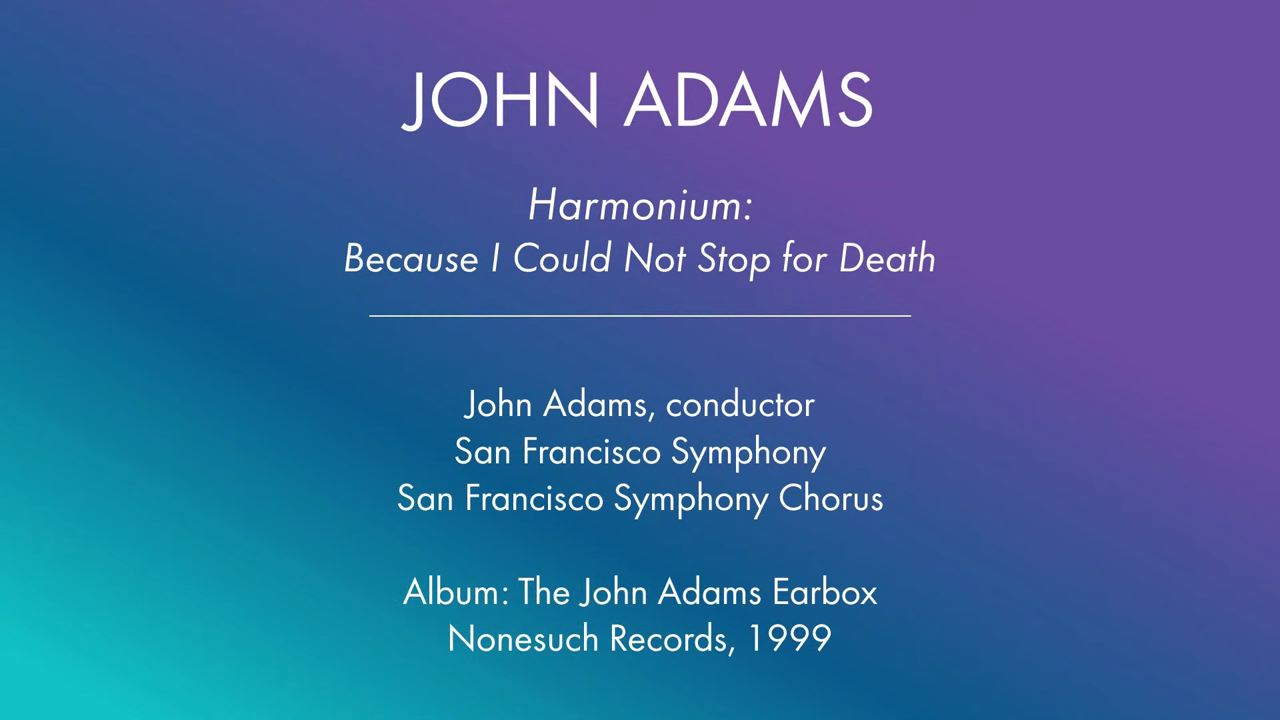 JOHN ADAMS
Harmonium:
Because I Could Not Stop for Death
John Adams, conductor
San Francisco Symphony
San Francisco Symphony Chorus
Album: The John Adams Earbox
Nonesuch Records, 1999